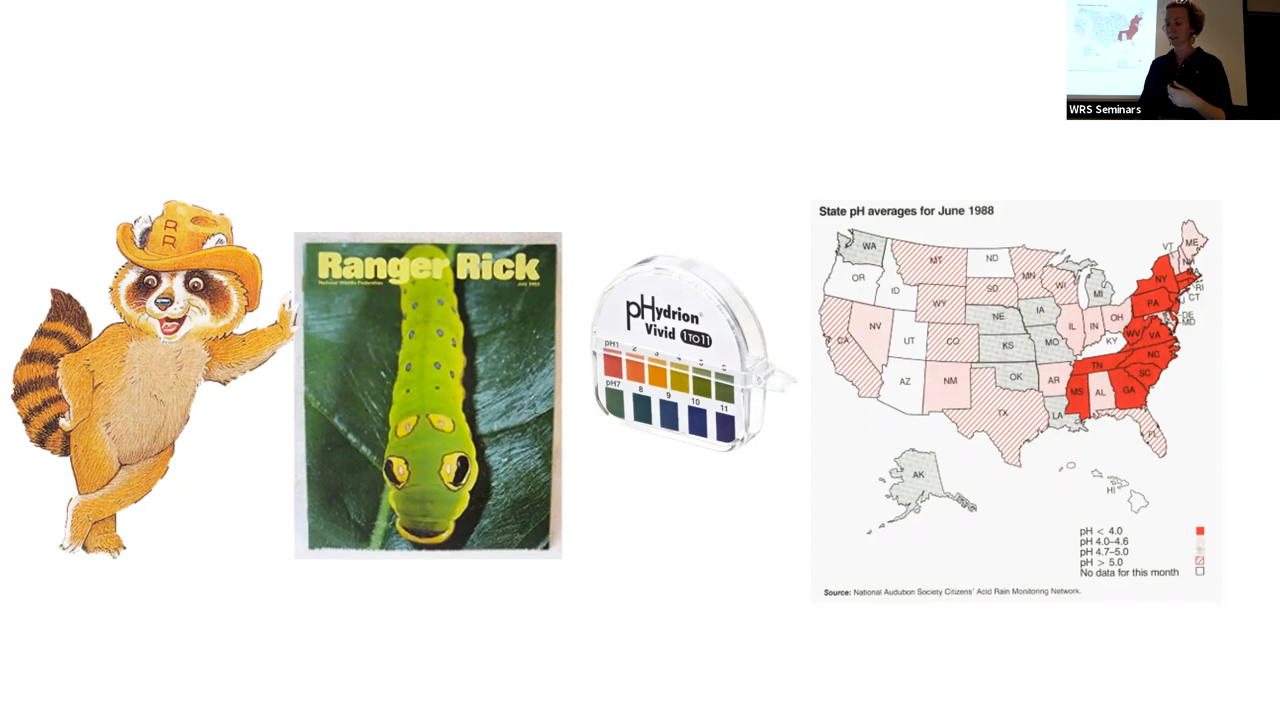 WRS Seminars
R
R
Ranger Rick
National Wildlife Federation
pHydrion®
Vivid 1 TO 11
pH1 2 3 4 5 6
pH7 8 9 10 11
State pH averages for June 1988
WA
OR
ID
MT
ND
MN
SD
WY
NV
UT
CO
CA
AZ
NM
TX
NE
KS
OK
IA
MO
AR
LA
WI
MI
IL
IN
OH
KY
TN
MS
AL
GA
FL
SC
NC
VA
WV
PA
NY
VT
ME
RI
CT
NJ
DE
MD
AK
HI
pH < 4.0
pH 4.0–4.6
pH 4.7–5.0
pH > 5.0
No data for this month
Source: National Audubon Society Citizens' Acid Rain Monitoring Network.